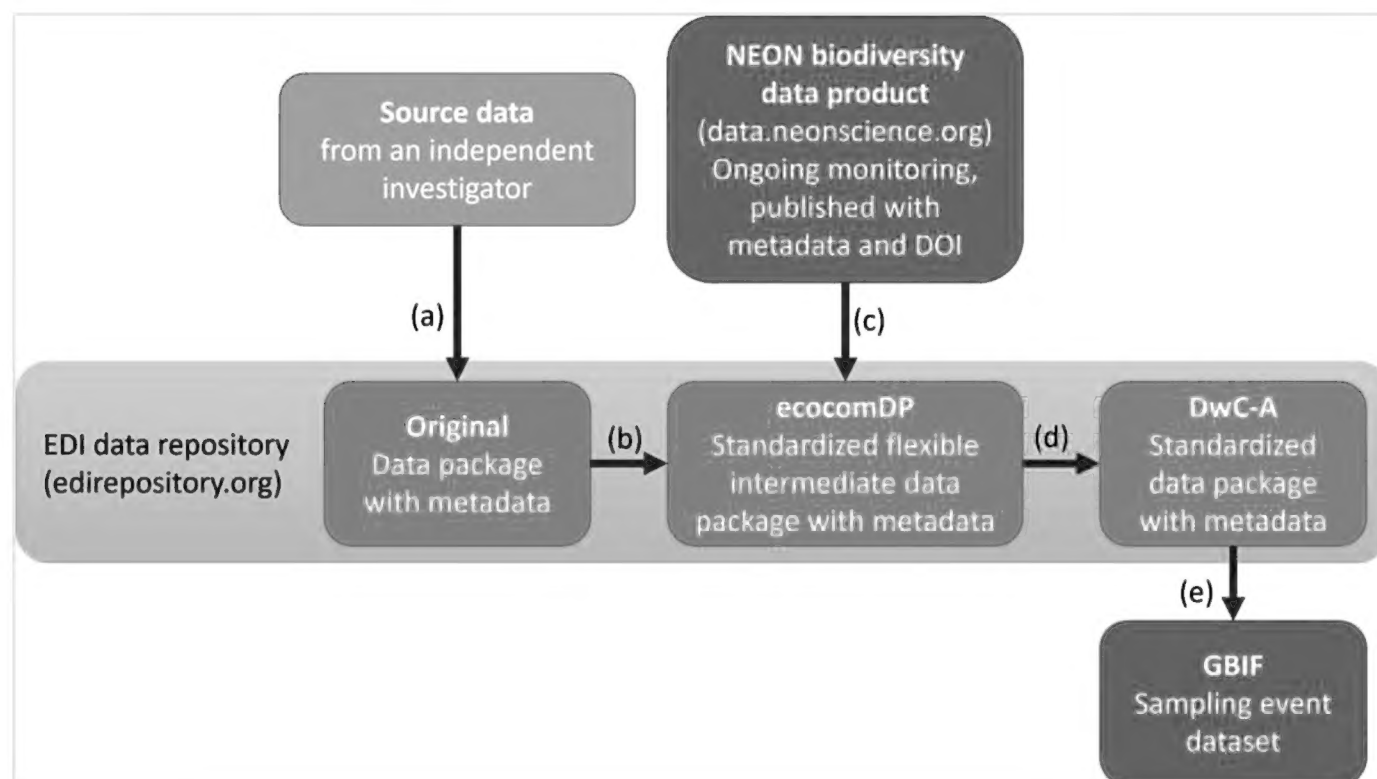 Source data
from an independent
investigator
NEON biodiversity
data product
(data.neonscience.org)
Ongoing monitoring,
published with
metadata and DOI
(a)
(c)
EDI data repository
(edirepository.org)
Original
Data package
with metadata
(b)
ecocomDP
Standardized flexible
intermediate data
package with metadata
(d)
DwC-A
Standardized
data package
with metadata
(e)
GBIF
Sampling event
dataset